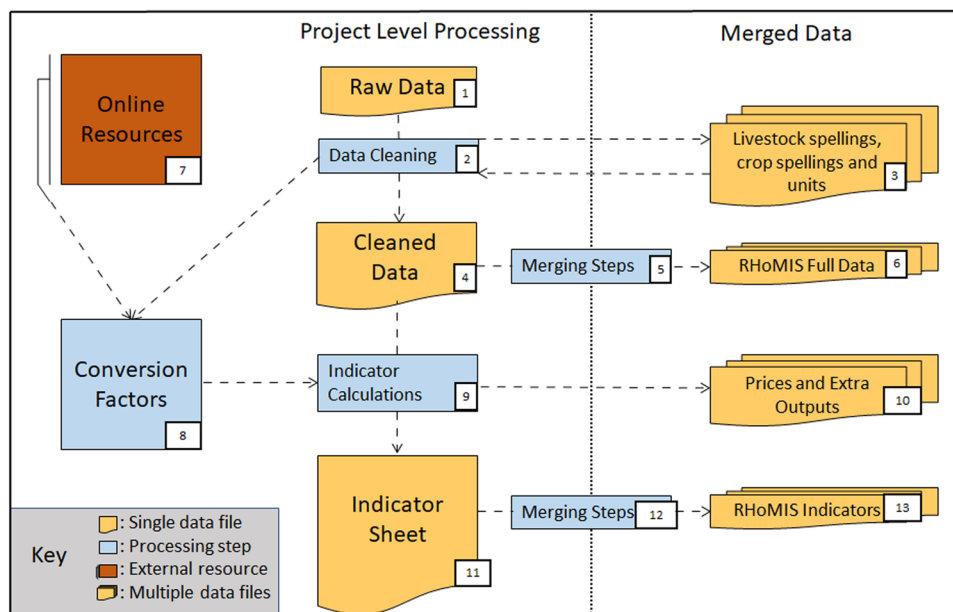 Project Level Processing
Merged Data
Online
Resources
7
Raw Data
1
Data Cleaning
2
Livestock spellings,
crop spellings and
units
3
Cleaned
Data
4
Merging Steps
5
RHoMIS Full Data
6
Conversion
Factors
8
Indicator
Calculations
9
Prices and Extra
Outputs
10
Indicator
Sheet
11
Merging Steps
12
RHoMIS Indicators
13
Key
: Single data file
: Processing step
: External resource
: Multiple data files